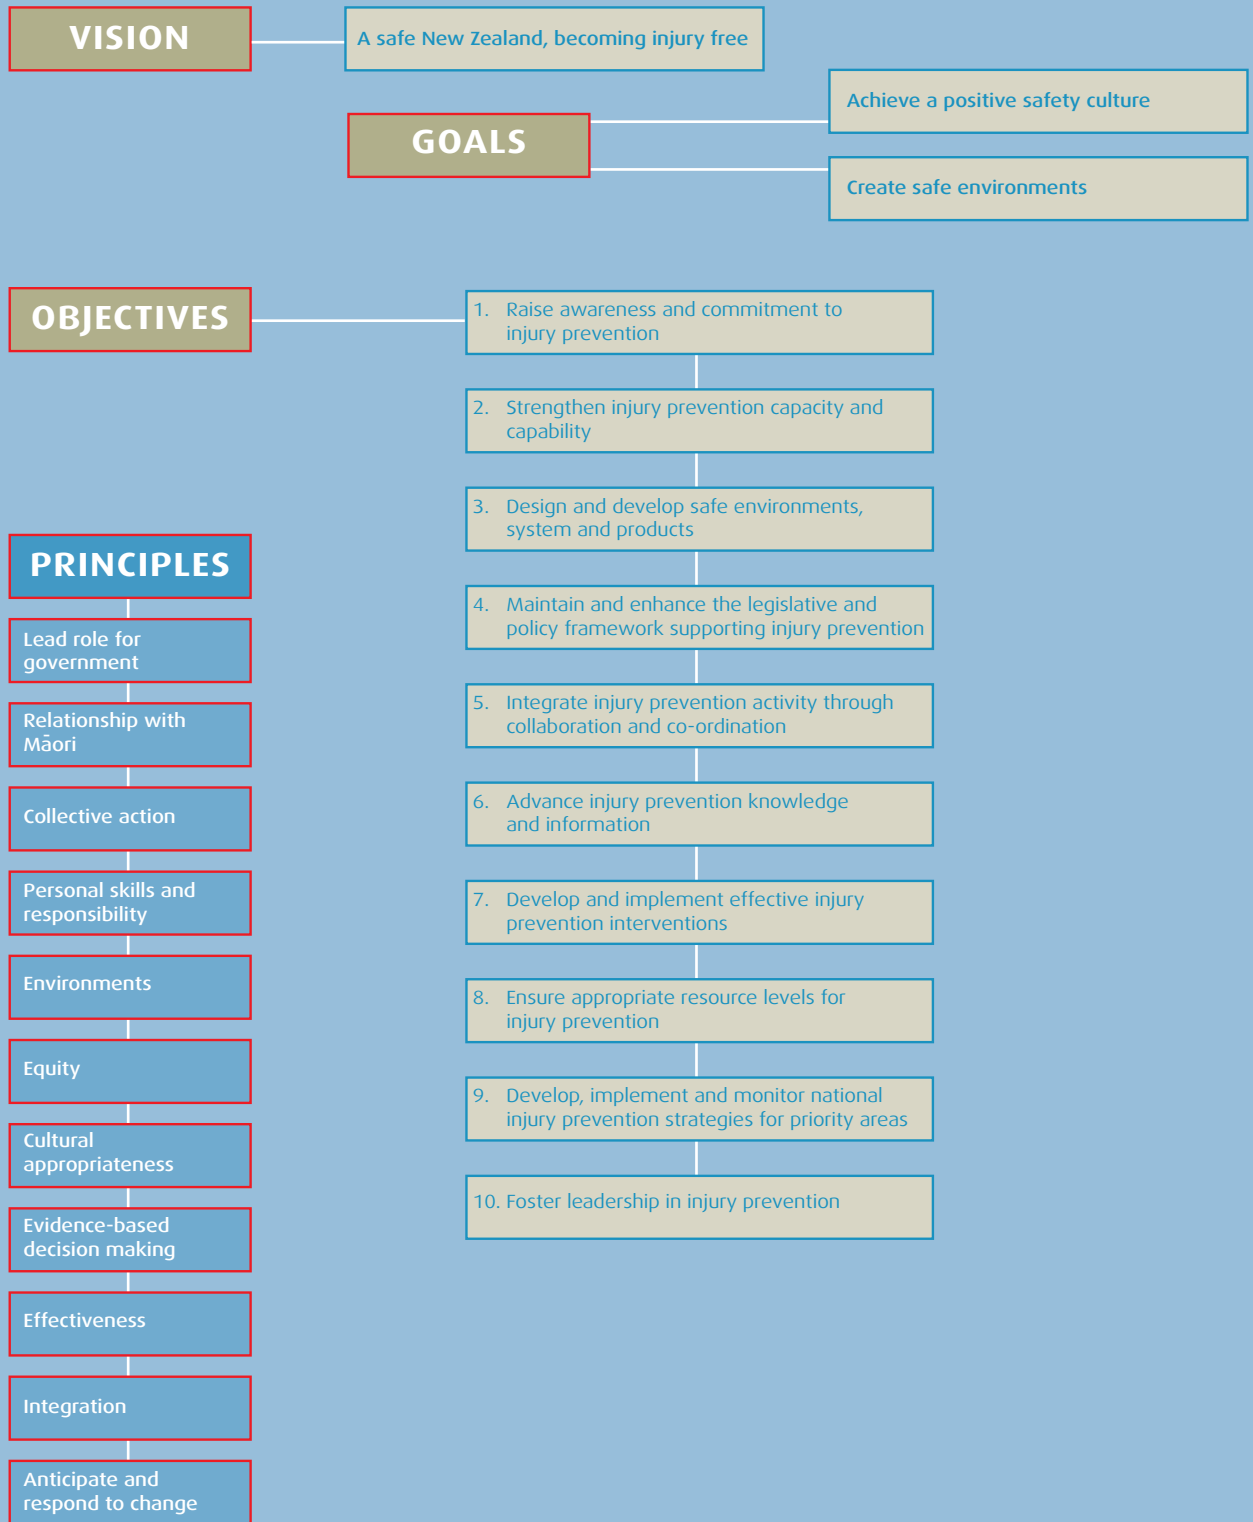 VISION
A safe New Zealand, becoming injury free
GOALS
Achieve a positive safety culture
Create safe environments
OBJECTIVES
1. Raise awareness and commitment to
injury prevention
2. Strengthen injury prevention capacity and
capability
3. Design and develop safe environments,
system and products
4. Maintain and enhance the legislative and
policy framework supporting injury prevention
5. Integrate injury prevention activity through
collaboration and co-ordination
6. Advance injury prevention knowledge
and information
7. Develop and implement effective injury
prevention interventions
8. Ensure appropriate resource levels for
injury prevention
9. Develop, implement and monitor national
injury prevention strategies for priority areas
10. Foster leadership in injury prevention
PRINCIPLES
Lead role for
government
Relationship with
Māori
Collective action
Personal skills and
responsibility
Environments
Equity
Cultural
appropriateness
Evidence-based
decision making
Effectiveness
Integration
Anticipate and
respond to change